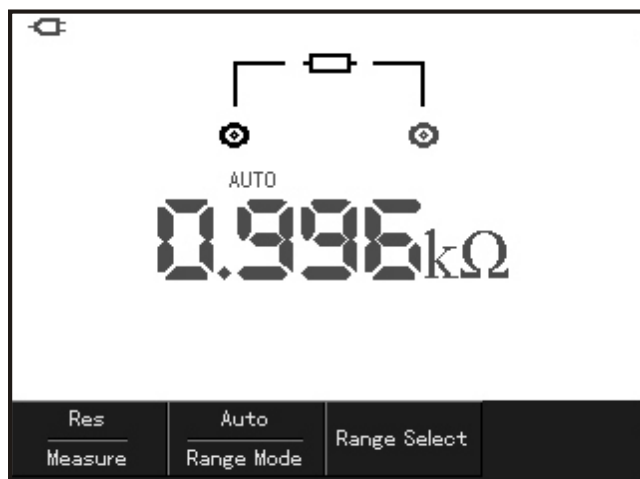 AUTO
0.996kΩ
Res
Measure
Auto
Range Mode
Range Select